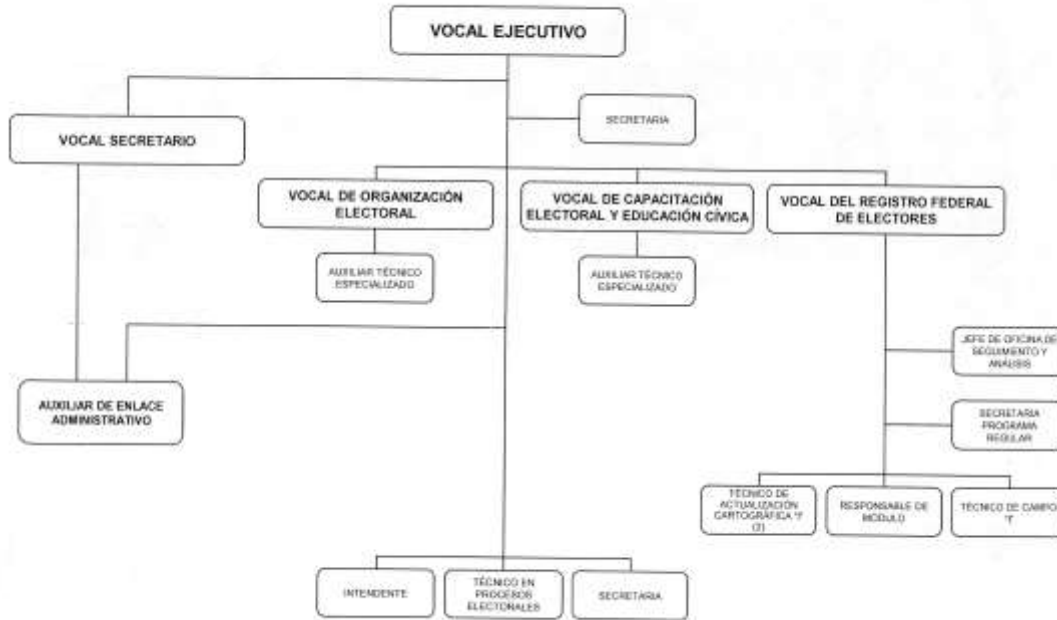 VOCAL EJECUTIVO
VOCAL SECRETARIO
SECRETARIA
VOCAL DE ORGANIZACIÓN
ELECTORAL
VOCAL DE CAPACITACIÓN
ELECTORAL Y EDUCACIÓN CÍVICA
VOCAL DEL REGISTRO FEDERAL
DE ELECTORES
AUXILIAR TÉCNICO
ESPECIALIZADO
AUXILIAR TÉCNICO
ESPECIALIZADO
JEFE DE OFICINA DE
SEGUIMIENTO Y
ANÁLISIS
AUXILIAR DE ENLACE
ADMINISTRATIVO
SECRETARIA
PROGRAMA
REGULAR
TÉCNICO DE
ACTUALIZACIÓN
CARTOGRÁFICA "I"
(2)
RESPONSABLE DE
MÓDULO
TÉCNICO DE CAMPO
"I"
INTENDENTE
TÉCNICO EN
PROCESOS
ELECTORALES
SECRETARIA